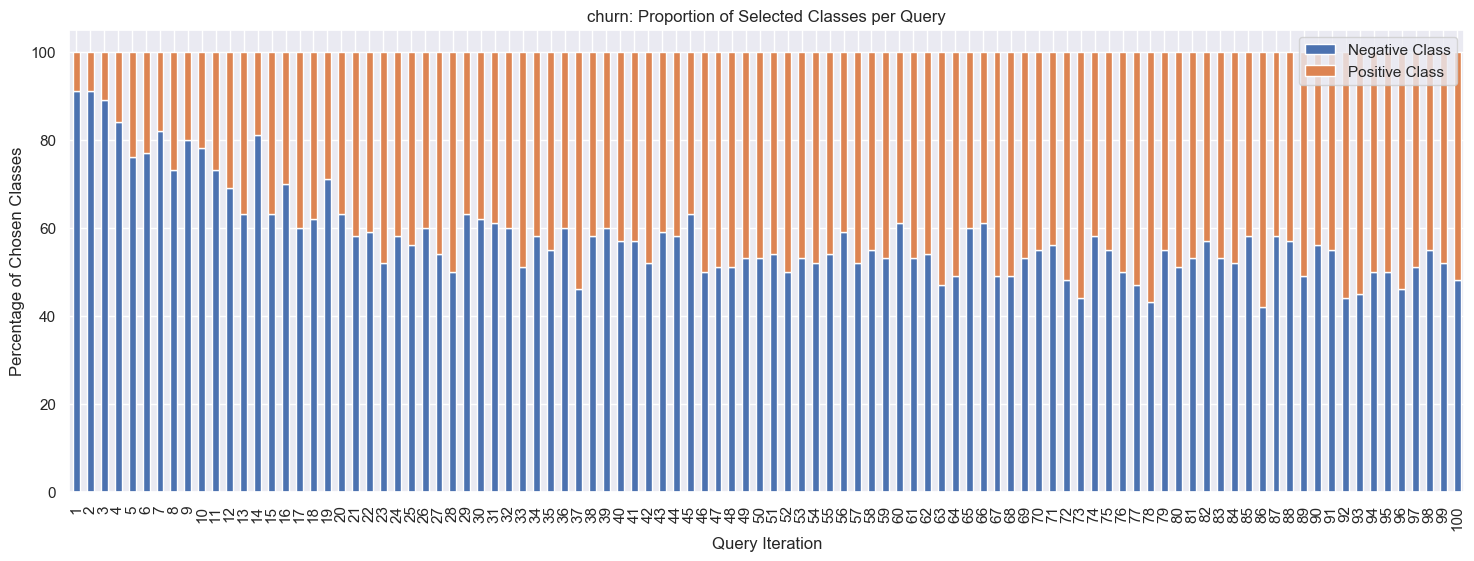 churn: Proportion of Selected Classes per Query
Negative Class
Positive Class
Percentage of Chosen Classes
100
80
60
40
20
0
1 2 3 4 5 6 7 8 9 10 11 12 13 14 15 16 17 18 19 20 21 22 23 24 25 26 27 28 29 30 31 32 33 34 35 36 37 38 39 40 41 42 43 44 45 46 47 48 49 50 51 52 53 54 55 56 57 58 59 60 61 62 63 64 65 66 67 68 69 70 71 72 73 74 75 76 77 78 79 80 81 82 83 84 85 86 87 88 89 90 91 92 93 94 95 96 97 98 99 100
Query Iteration